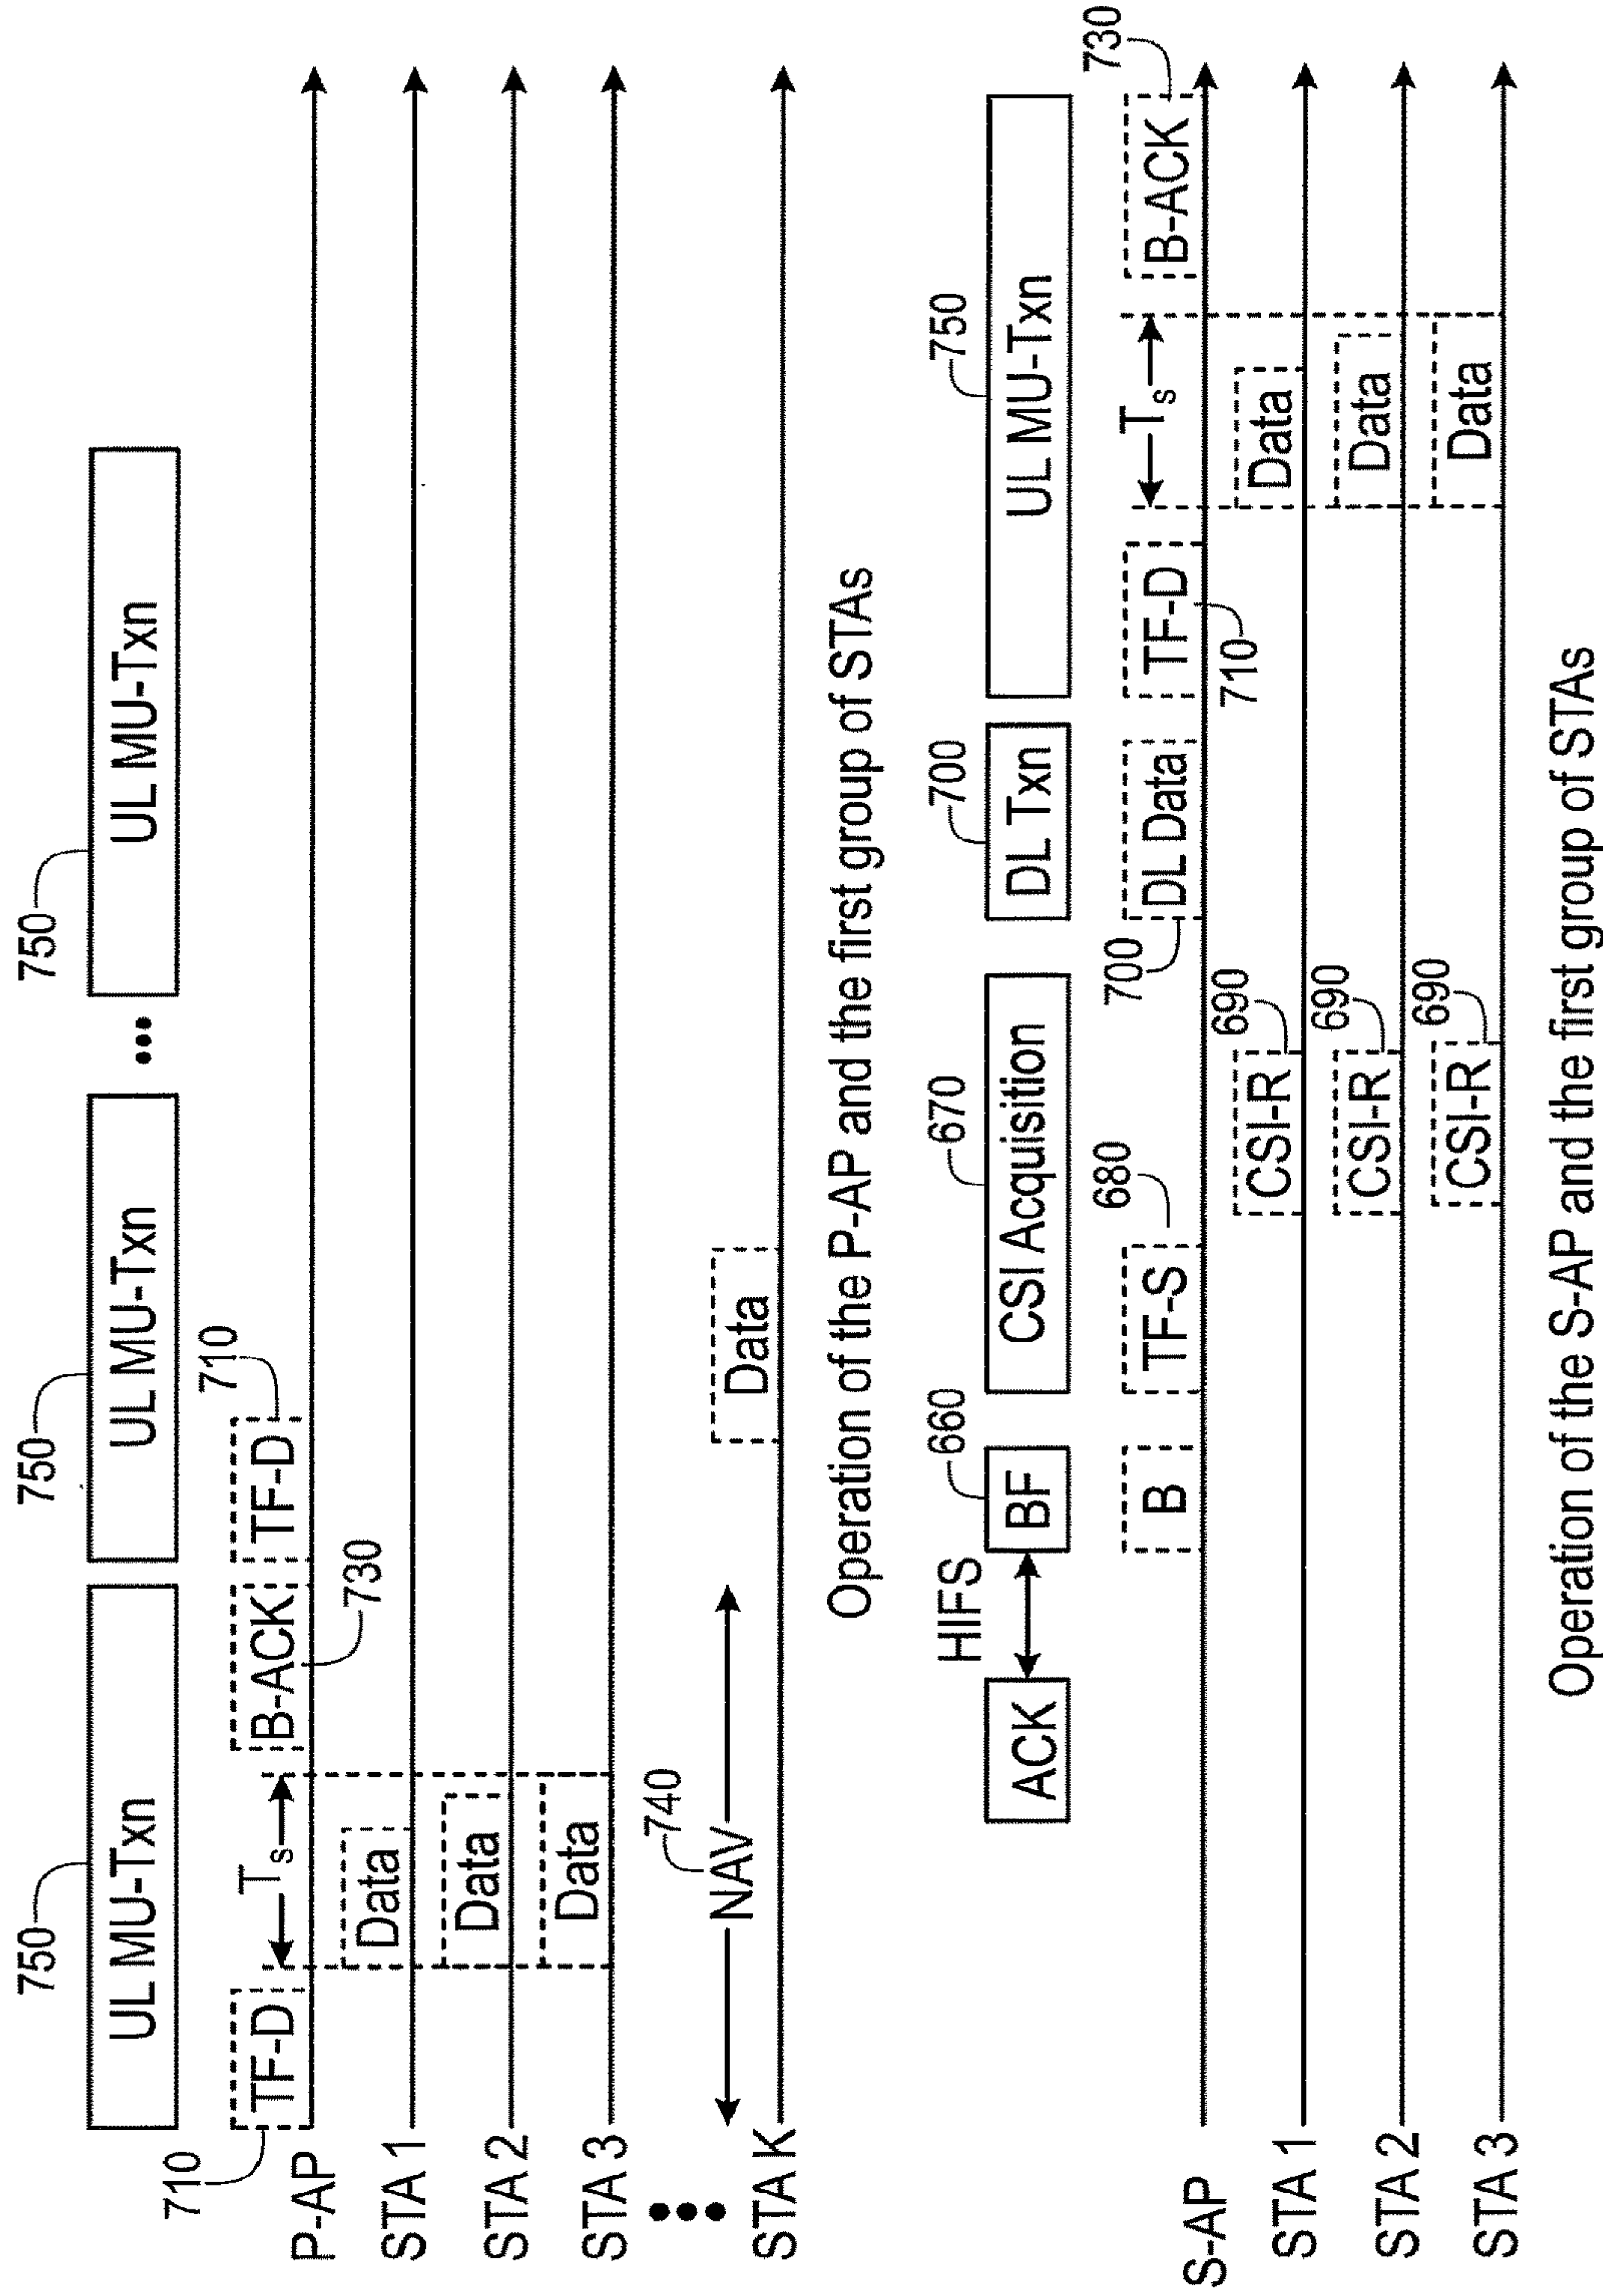 750
750
750
UL MU-Txn
UL MU-Txn
•••
UL MU-Txn
710
TF-D
Ts
B-ACK
TF-D
710
730
P-AP
Data
STA 1
Data
STA 2
Data
STA 3
740
NAV
Data
STA K
Operation of the P-AP and the first group of STAs
HIFS
660
670
700
750
ACK
BF
CSI Acquisition
DL Txn
UL MU-Txn
680
700
730
B
TF-S
DL Data
TF-D
Ts
B-ACK
S-AP
690
710
CSI-R
Data
STA 1
690
CSI-R
Data
STA 2
690
CSI-R
Data
STA 3
Operation of the S-AP and the first group of STAs